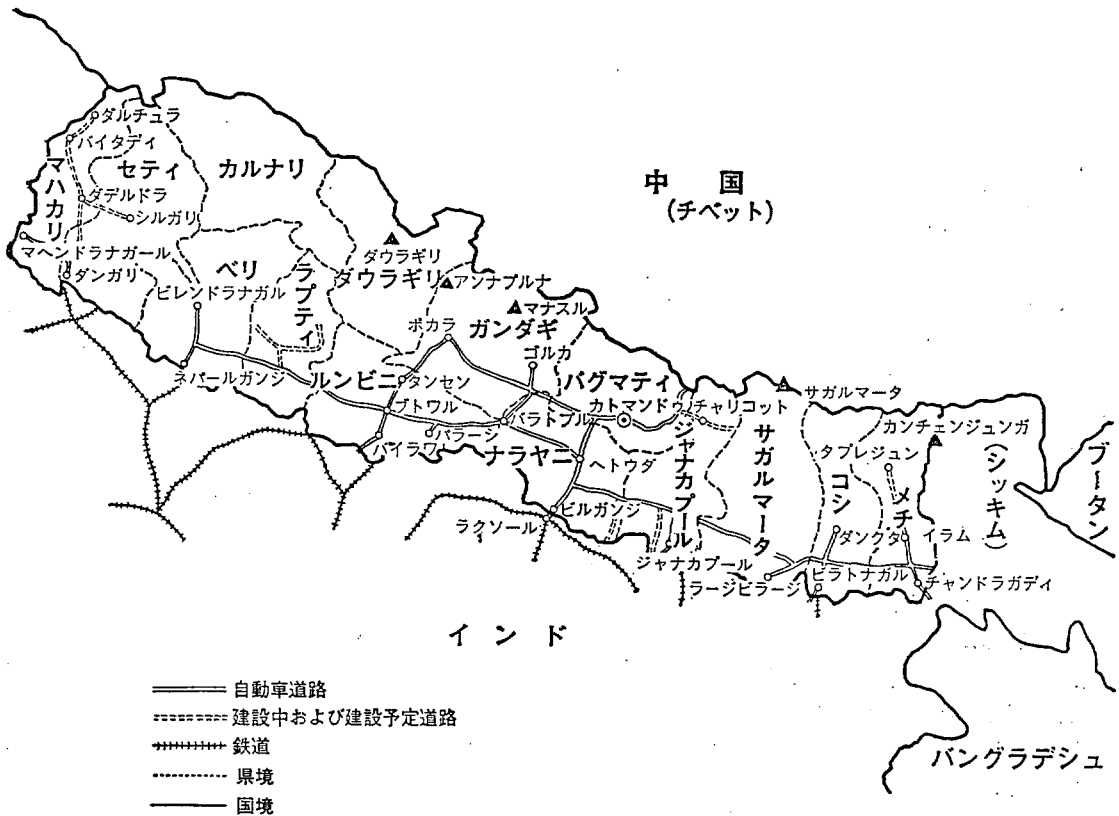 ダルチュラ
バイタディ
マハカリ
セティ
カルナリ
ダデルドラ
シルガリ
マヘンドラナガール
ダンガリ
ベリ
ビレンドラナガル
ラプティ
ダウラギリ
ダウラギリ
アンナプルナ
マナスル
中国
(チベット)
ポカラ
ガンダギ
ゴルカ
ネパールガンジ
ルンビニ
タンセン
バグマティ
ブトワル
バラトプル
カトマンドゥ
チャリコット
サガルマータ
カンチェンジュンガ
バラーシ
バイラワ
ナラヤニ
ヘトウダ
ジャナカプール
サガルマータ
タプレジュン
コシ
メチ
(シッキム)
ブータン
ラクソール
ビルガンジ
ダンクタ
イラム
ジャナカプール
ラージビラージ
ビラトナガル
チャンドラガディ
インド
自動車道路
建設中および建設予定道路
鉄道
県境
国境
バングラデシュ